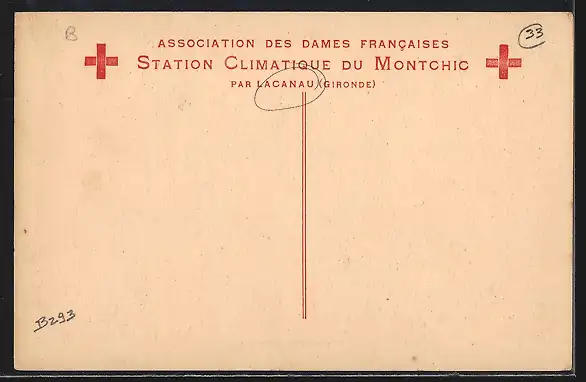 B
33
ASSOCIATION DES DAMES FRANÇAISES
STATION CLIMATIQUE DU MONTCHIC
PAR LACANAU (GIRONDE)
B293